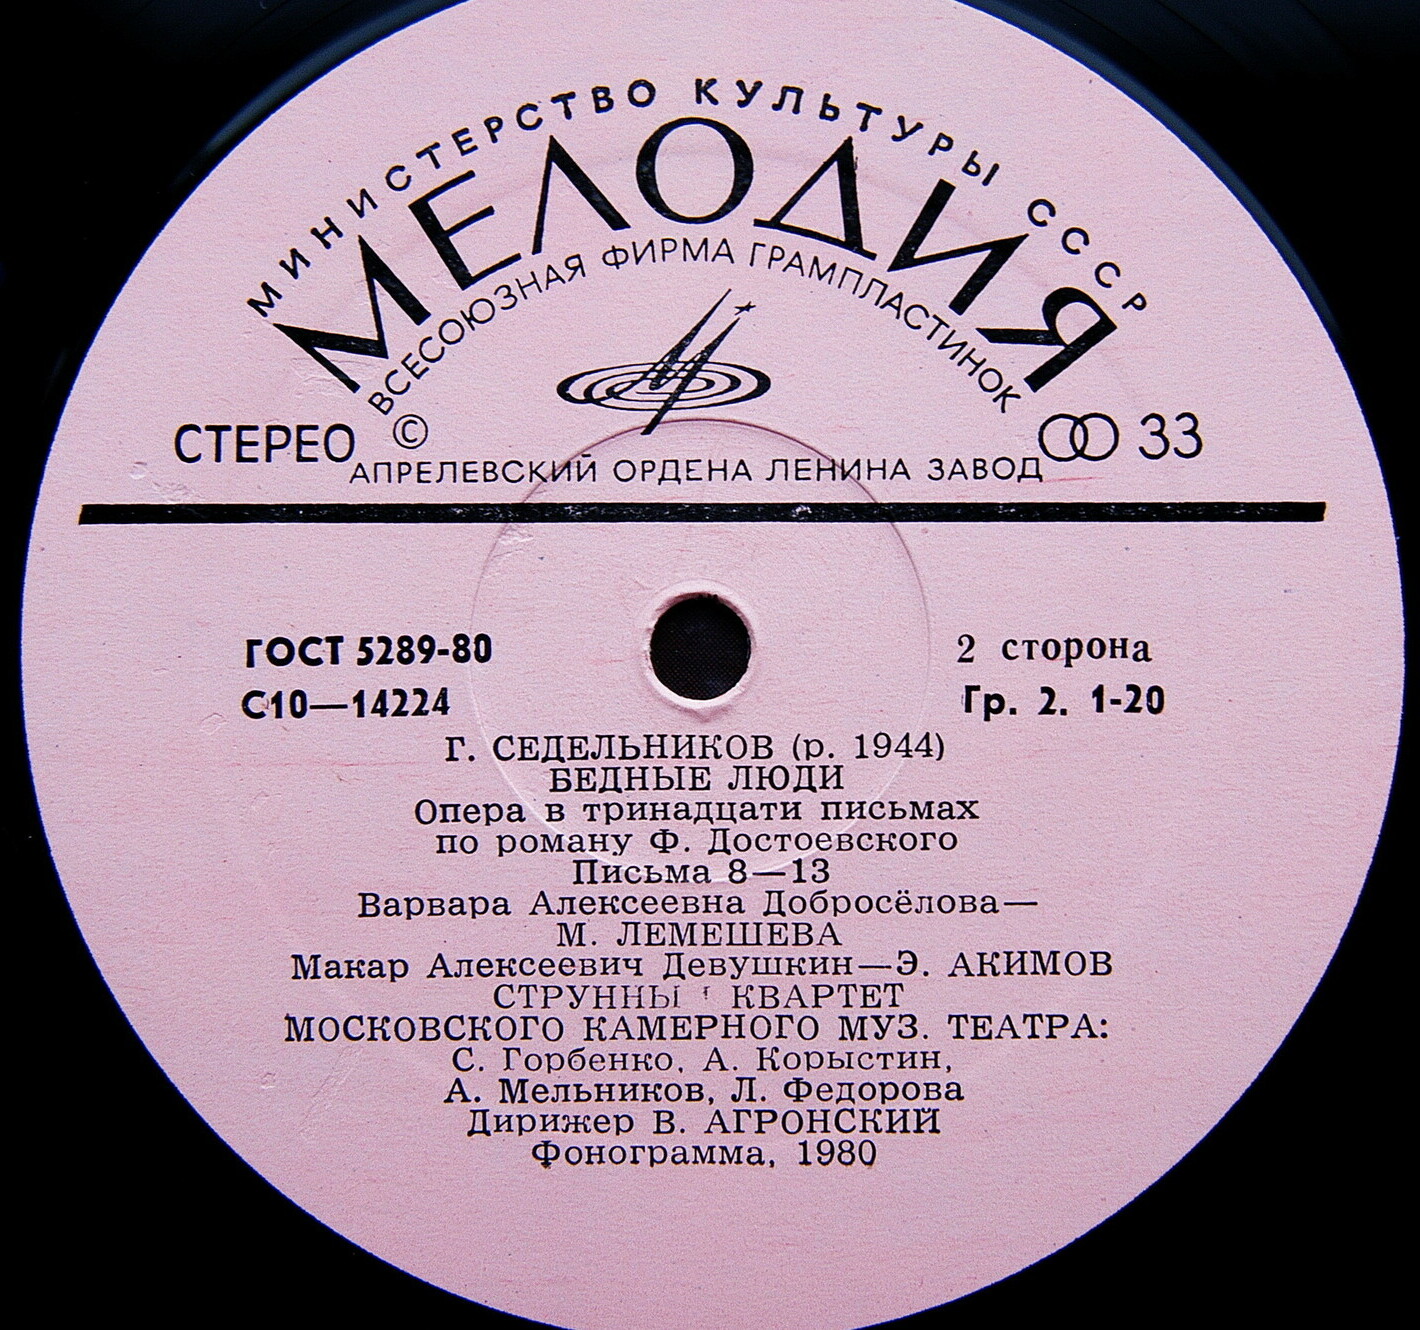 МИНИСТЕРСТВО КУЛЬТУРЫ СССР
МЕЛОДИЯ
ВСЕСОЮЗНАЯ ФИРМА ГРАМПЛАСТИНОК
СТЕРЕО © 33
АПРЕЛЕВСКИЙ ОРДЕНА ЛЕНИНА ЗАВОД
ГОСТ 5289-80 2 сторона
С10—14224 Гр. 2. 1-20
Г. СЕДЕЛЬНИКОВ (р. 1944)
БЕДНЫЕ ЛЮДИ
Опера в тринадцати письмах
по роману Ф. Достоевского
Письма 8—13
Варвара Алексеевна Добросёлова—
М. ЛЕМЕШЕВА
Макар Алексеевич Девушкин—Э. АКИМОВ
СТРУННЫЙ КВАРТЕТ
МОСКОВСКОГО КАМЕРНОГО МУЗ. ТЕАТРА:
С. Горбенко, А. Корыстин,
А. Мельников, Л. Федорова
Дирижер В. АГРОНСКИЙ
Фонограмма, 1980